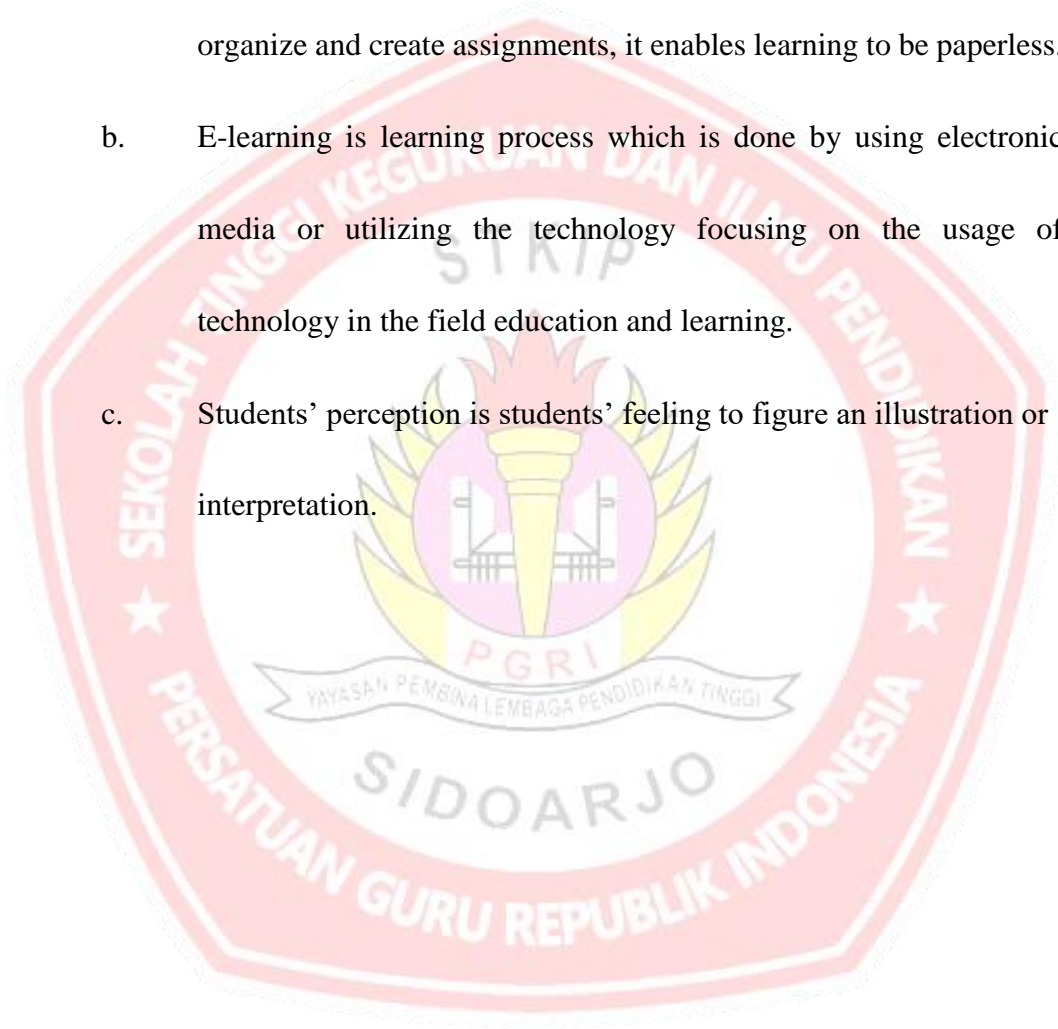 organize and create assignments, it enables learning to be paperless.
b. E-learning is learning process which is done by using electronic
media or utilizing the technology focusing on the usage of
technology in the field education and learning.
c. Students’ perception is students’ feeling to figure an illustration or
interpretation.
SEKOLAH TINGGI KEGURUAN DAN ILMU PENDIDIKAN
STKIP
PGRI
YAYASAN PEMBINA LEMBAGA PENDIDIKAN TINGGI
SIDOARJO
PERSATUAN GURU REPUBLIK INDONESIA